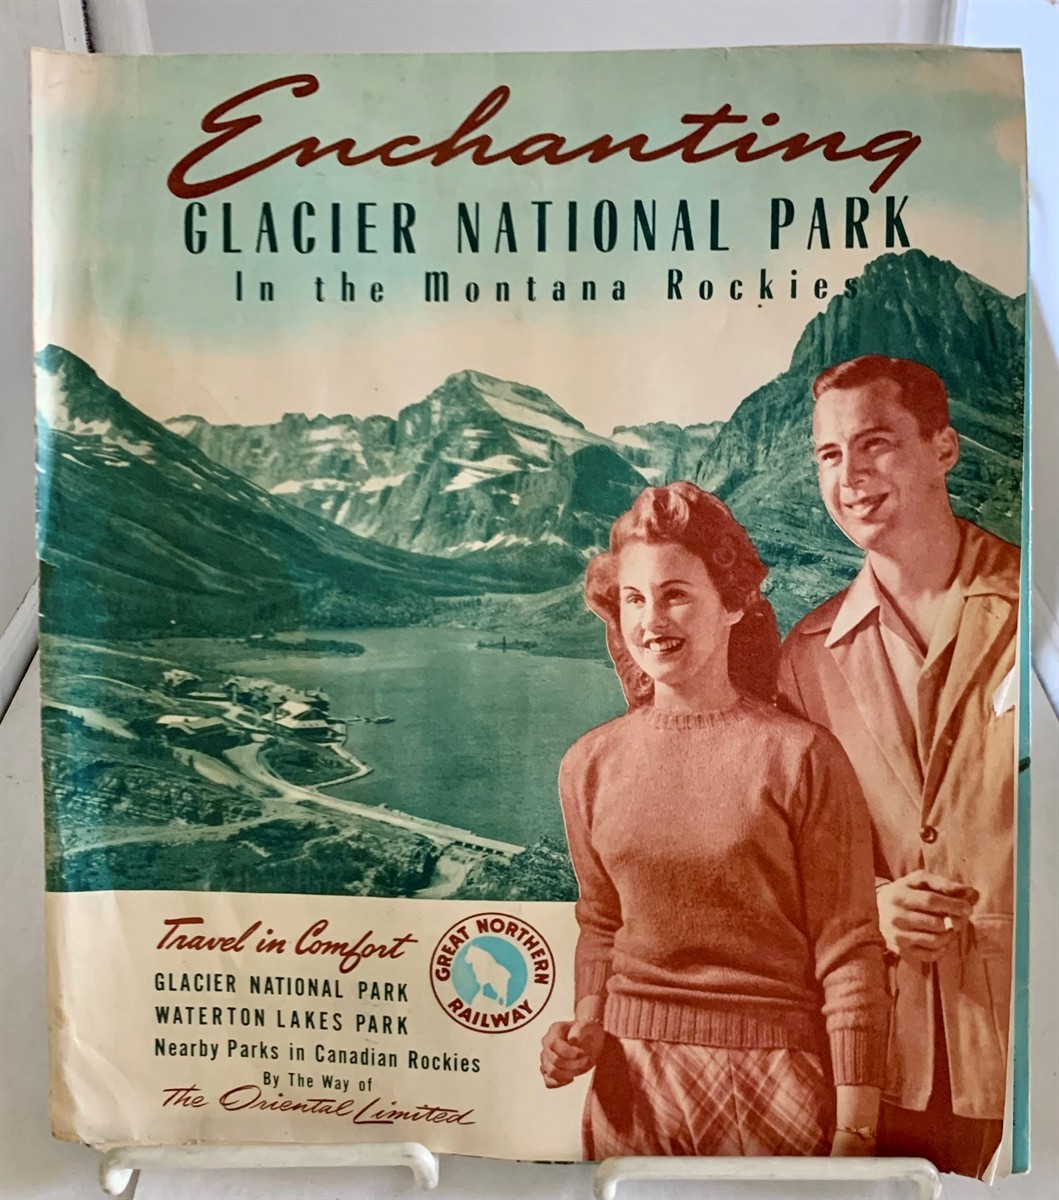 Enchanting
GLACIER NATIONAL PARK
In the Montana Rockies
Travel in Comfort
GLACIER NATIONAL PARK
WATERTON LAKES PARK
Nearby Parks in Canadian Rockies
By The Way of
The Oriental Limited
GREAT NORTHERN
RAILWAY